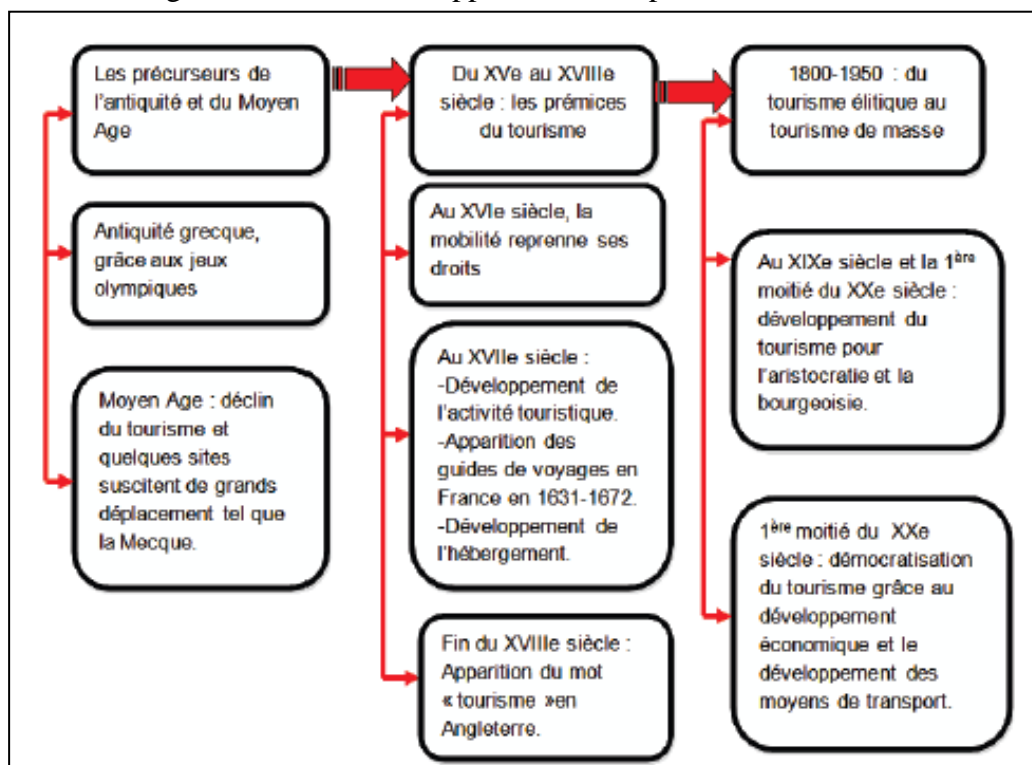 Les précurseurs de
l'antiquité et du Moyen
Age
Antiquité grecque,
grâce aux jeux
olympiques
Moyen Age : déclin
du tourisme et
quelques sites
suscitent de grands
déplacement tel que
la Mecque.
Du XVe au XVIIIe
siècle : les prémices
du tourisme
Au XVIe siècle, la
mobilité reprenne ses
droits
Au XVIIe siècle :
-Développement de
l'activité touristique.
-Apparition des
guides de voyages en
France en 1631-1672.
-Développement de
l'hébergement.
Fin du XVIIIe siècle :
Apparition du mot
« tourisme »en
Angleterre.
1800-1950 : du
tourisme élitique au
tourisme de masse
Au XIXe siècle et la 1ère
moitié du XXe siècle :
développement du
tourisme pour
l'aristocratie et la
bourgeoisie.
1ère moitié du XXe
siècle : démocratisation
du tourisme grâce au
développement
économique et le
développement des
moyens de transport.